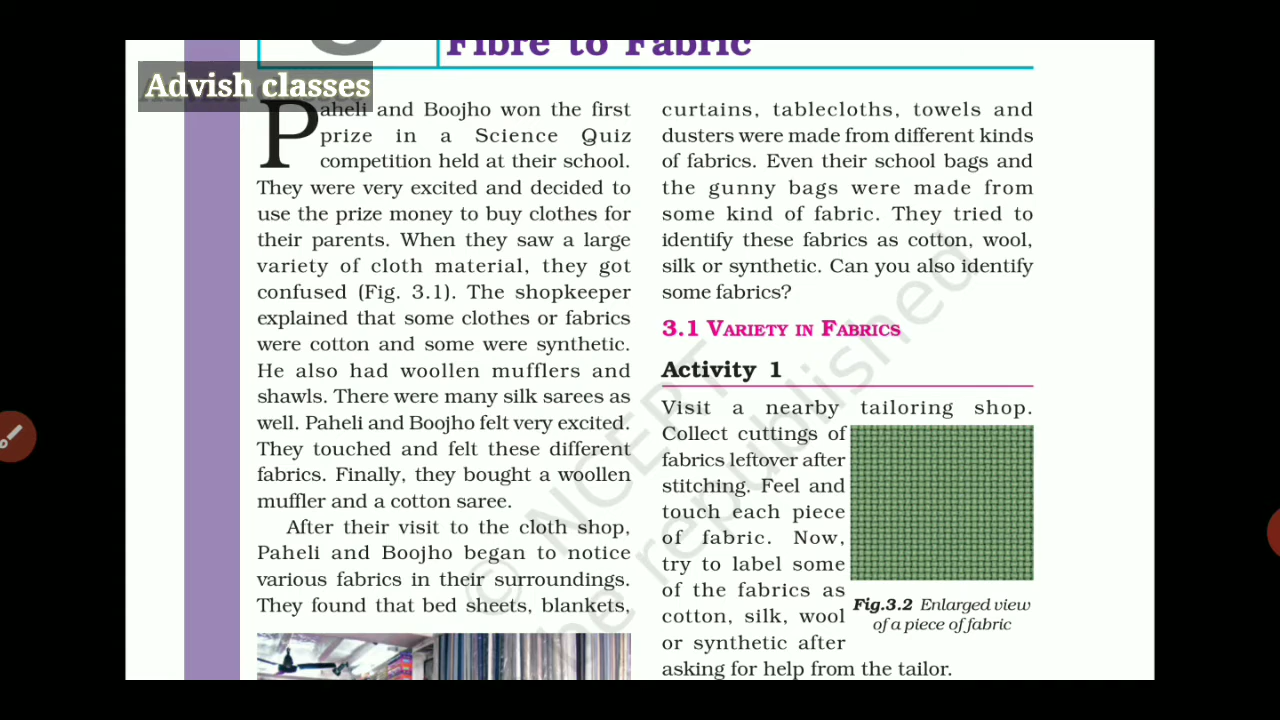 Fibre to Fabric
Advish classes
Paheli and Boojho won the first
prize in a Science Quiz
competition held at their school.
They were very excited and decided to
use the prize money to buy clothes for
their parents. When they saw a large
variety of cloth material, they got
confused (Fig. 3.1). The shopkeeper
explained that some clothes or fabrics
were cotton and some were synthetic.
He also had woollen mufflers and
shawls. There were many silk sarees as
well. Paheli and Boojho felt very excited.
They touched and felt these different
fabrics. Finally, they bought a woollen
muffler and a cotton saree.
After their visit to the cloth shop,
Paheli and Boojho began to notice
various fabrics in their surroundings.
They found that bed sheets, blankets,
curtains, tablecloths, towels and
dusters were made from different kinds
of fabrics. Even their school bags and
the gunny bags were made from
some kind of fabric. They tried to
identify these fabrics as cotton, wool,
silk or synthetic. Can you also identify
some fabrics?
3.1 VARIETY IN FABRICS
Activity 1
Visit a nearby tailoring shop.
Collect cuttings of
fabrics leftover after
stitching. Feel and
touch each piece
of fabric. Now,
try to label some
of the fabrics as
cotton, silk, wool
or synthetic after
asking for help from the tailor.
Fig.3.2 Enlarged view
of a piece of fabric
© NCERT
be republished